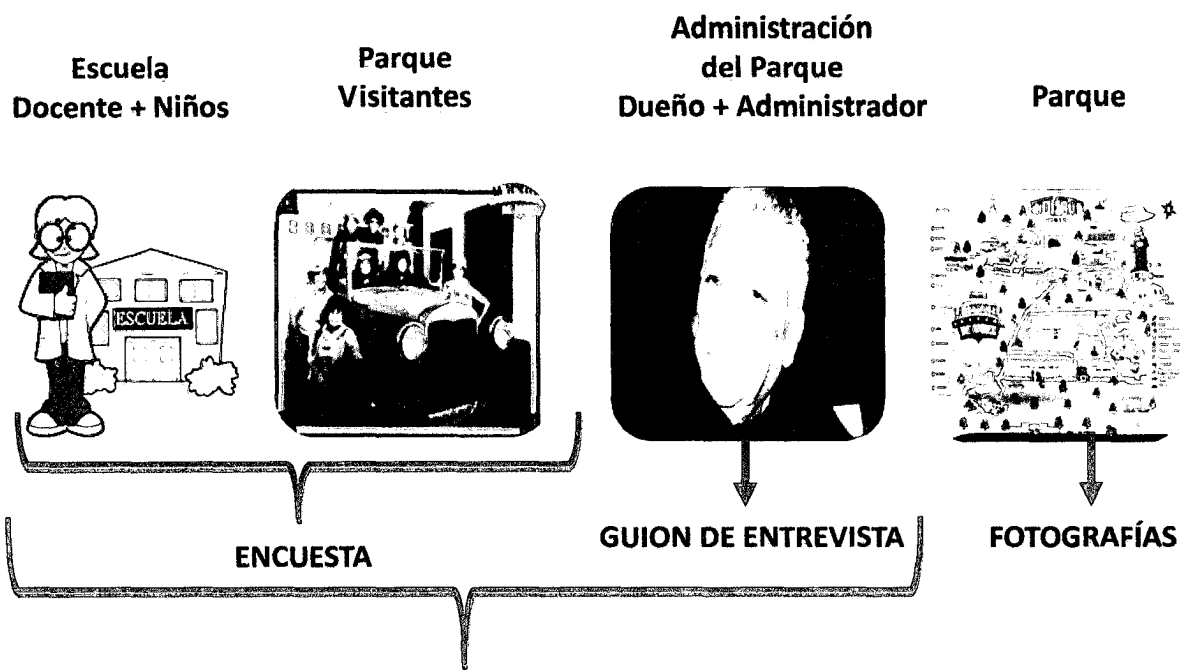 Escuela
Docente + Niños
Parque
Visitantes
Administración
del Parque
Dueño + Administrador
Parque
ESCUELA
ENCUESTA
GUION DE ENTREVISTA
FOTOGRAFÍAS